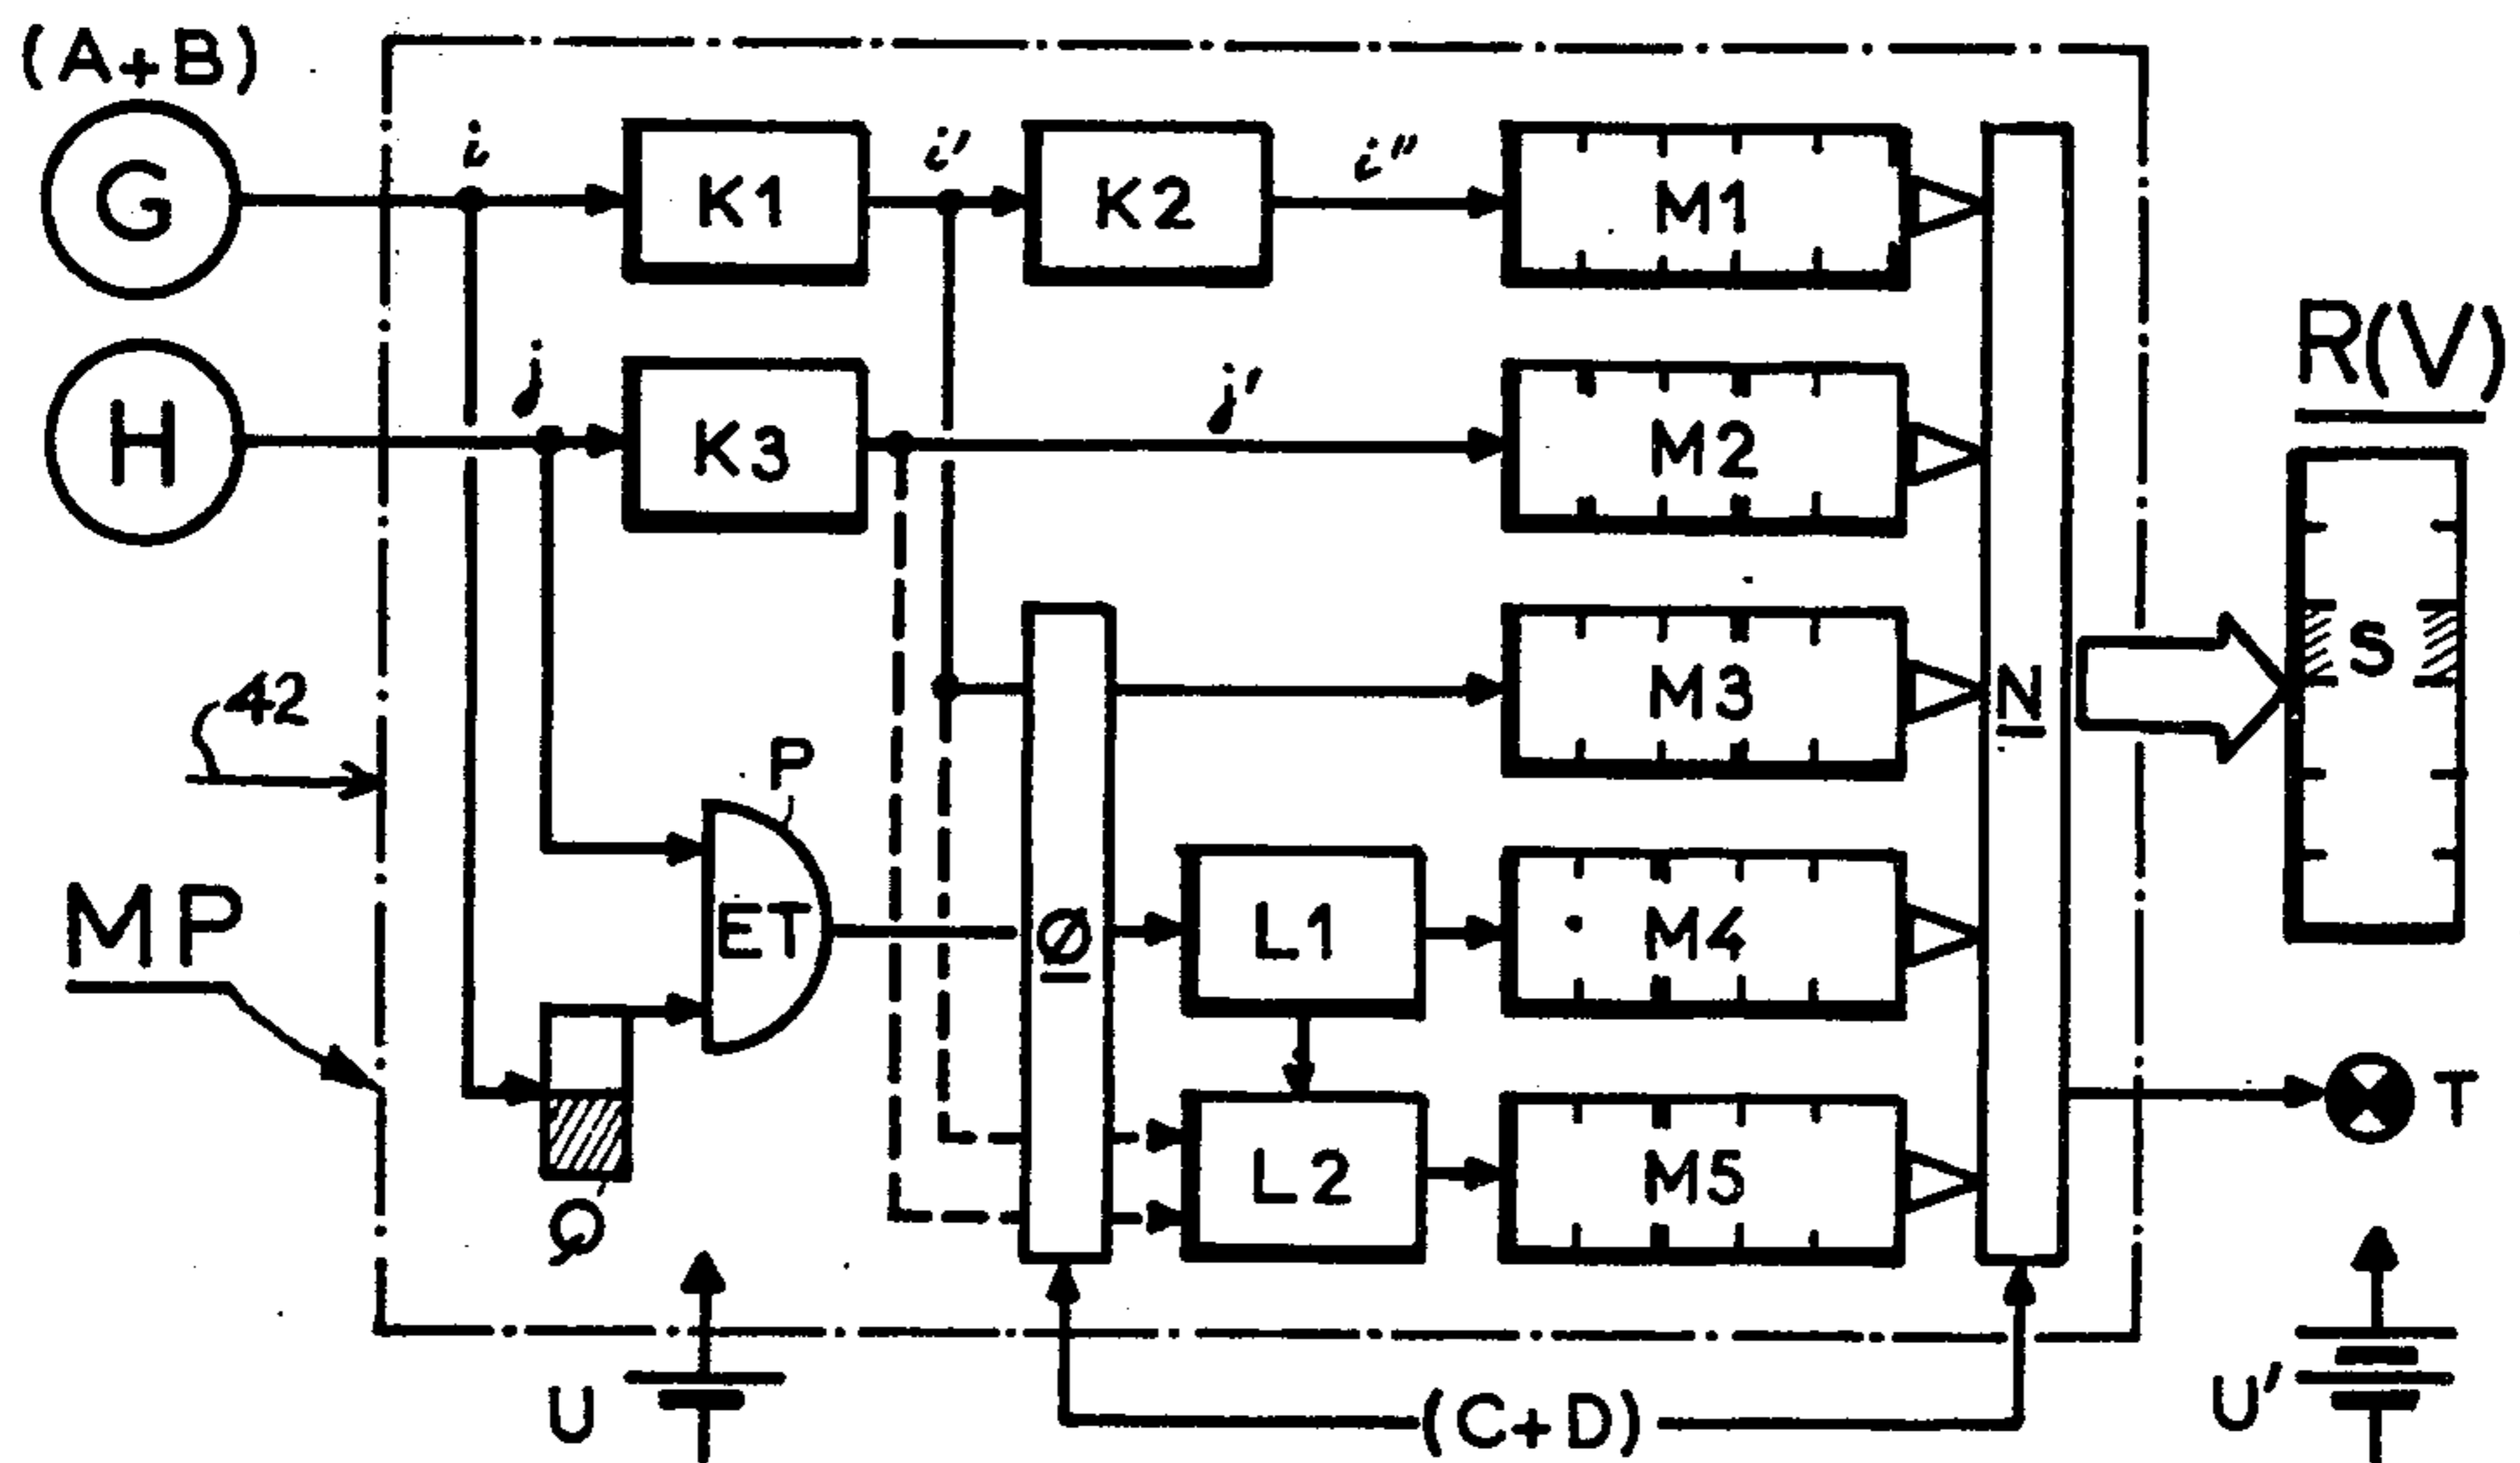 (A+B)
G
i
K1
i'
K2
i"
M1
H
j
K3
j'
M2
R(V)
42
M3
N
S
P
MP
ET
Ø
L1
M4
Q
L2
M5
T
U
(C+D)
U'